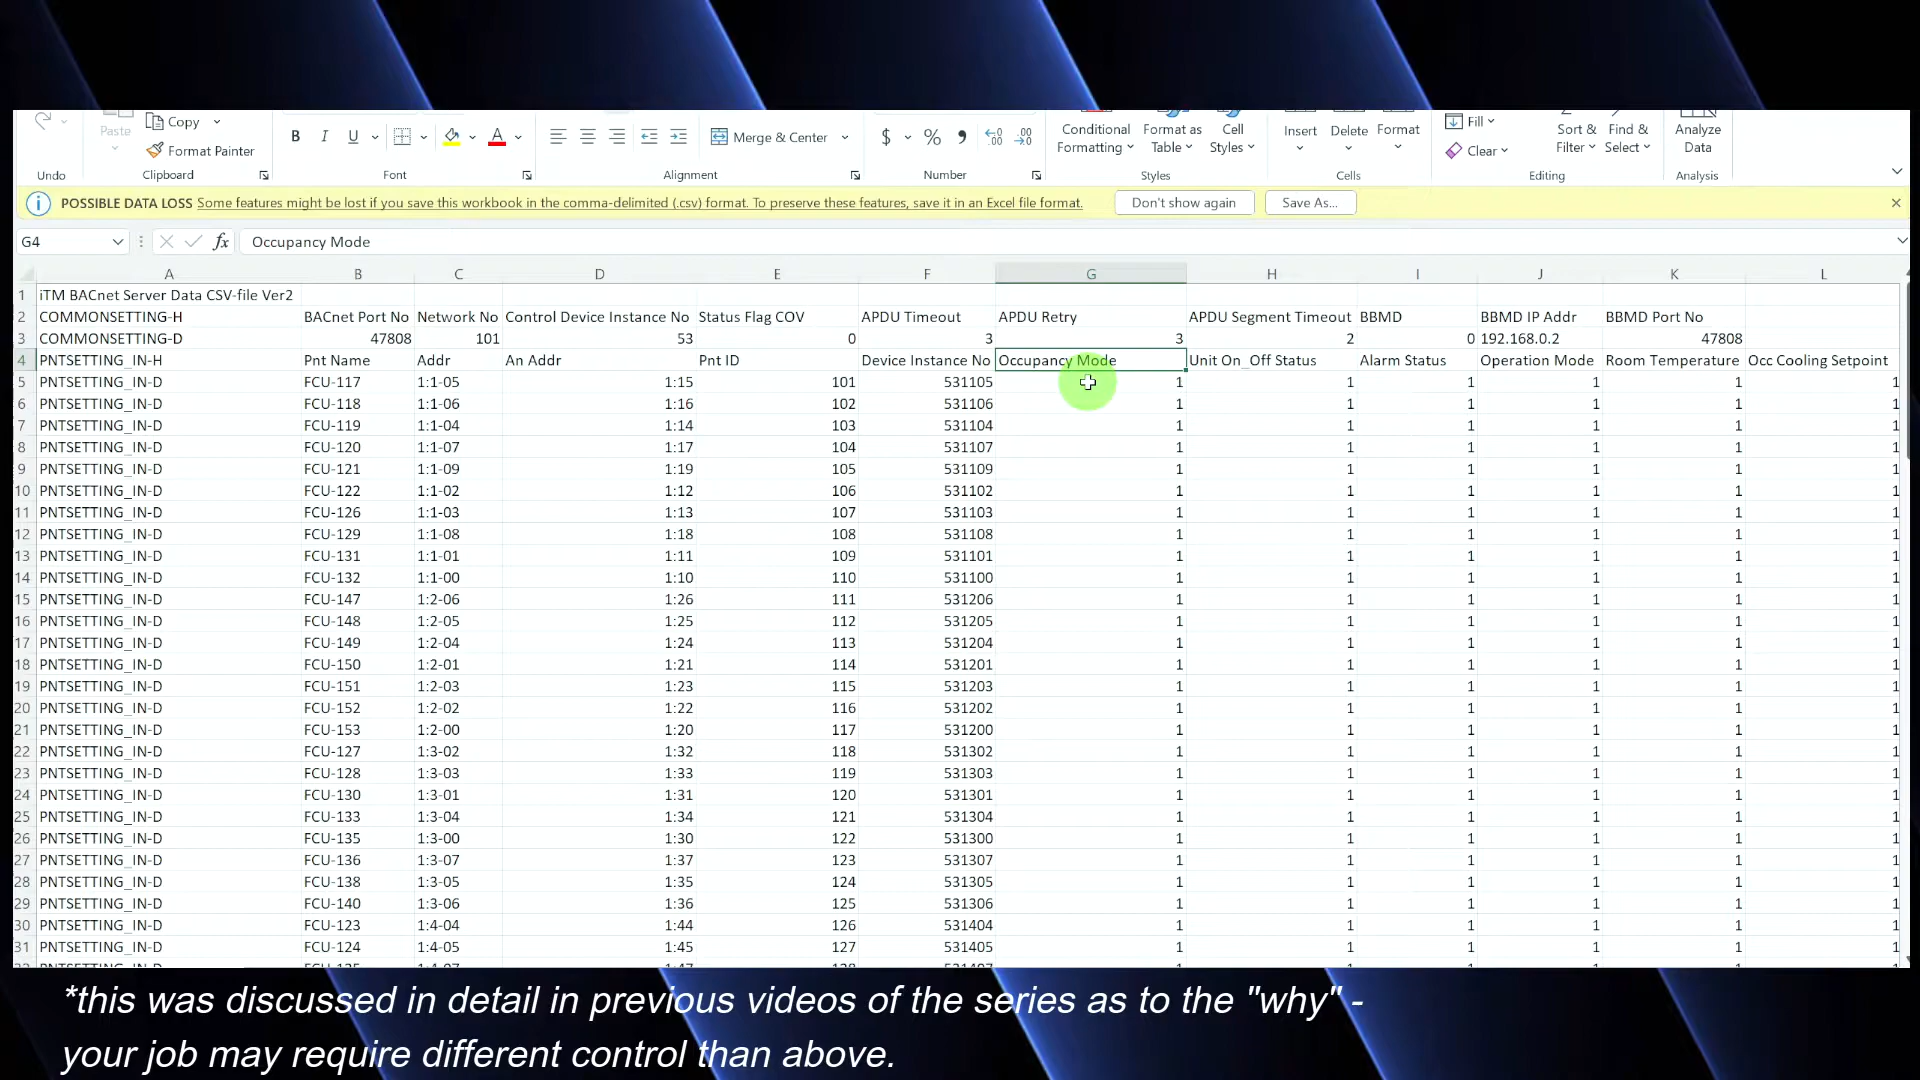 Copy
Paste
Format Painter
B I U A
Merge & Center
$ % 9 .00
Conditional Formatting
Format as Table
Cell Styles
Insert Delete Format
Fill
Clear
Sort & Filter
Find & Select
Analyze Data
Undo Clipboard Font Alignment Number Styles Cells Editing Analysis
POSSIBLE DATA LOSS Some features might be lost if you save this workbook in the comma-delimited (.csv) format. To preserve these features, save it in an Excel file format. Don't show again Save As...
G4 fx Occupancy Mode
A B C D E F G H I J K L
1 iTM BACnet Server Data CSV-file Ver2
2 COMMONSETTING-H BACnet Port No Network No Control Device Instance No Status Flag COV APDU Timeout APDU Retry APDU Segment Timeout BBMD BBMD IP Addr BBMD Port No
3 COMMONSETTING-D 47808 101 53 0 3 3 2 0 192.168.0.2 47808
4 PNTSETTING_IN-H Pnt Name Addr An Addr Pnt ID Device Instance No Occupancy Mode Unit On_Off Status Alarm Status Operation Mode Room Temperature Occ Cooling Setpoint
5 PNTSETTING_IN-D FCU-117 1:1-05 1:15 101 531105 1 1 1 1 1 1
6 PNTSETTING_IN-D FCU-118 1:1-06 1:16 102 531106 1 1 1 1 1 1
7 PNTSETTING_IN-D FCU-119 1:1-04 1:14 103 531104 1 1 1 1 1 1
8 PNTSETTING_IN-D FCU-120 1:1-07 1:17 104 531107 1 1 1 1 1 1
9 PNTSETTING_IN-D FCU-121 1:1-09 1:19 105 531109 1 1 1 1 1 1
10 PNTSETTING_IN-D FCU-122 1:1-02 1:12 106 531102 1 1 1 1 1 1
11 PNTSETTING_IN-D FCU-126 1:1-03 1:13 107 531103 1 1 1 1 1 1
12 PNTSETTING_IN-D FCU-129 1:1-08 1:18 108 531108 1 1 1 1 1 1
13 PNTSETTING_IN-D FCU-131 1:1-01 1:11 109 531101 1 1 1 1 1 1
14 PNTSETTING_IN-D FCU-132 1:1-00 1:10 110 531100 1 1 1 1 1 1
15 PNTSETTING_IN-D FCU-147 1:2-06 1:26 111 531206 1 1 1 1 1 1
16 PNTSETTING_IN-D FCU-148 1:2-05 1:25 112 531205 1 1 1 1 1 1
17 PNTSETTING_IN-D FCU-149 1:2-04 1:24 113 531204 1 1 1 1 1 1
18 PNTSETTING_IN-D FCU-150 1:2-01 1:21 114 531201 1 1 1 1 1 1
19 PNTSETTING_IN-D FCU-151 1:2-03 1:23 115 531203 1 1 1 1 1 1
20 PNTSETTING_IN-D FCU-152 1:2-02 1:22 116 531202 1 1 1 1 1 1
21 PNTSETTING_IN-D FCU-153 1:2-00 1:20 117 531200 1 1 1 1 1 1
22 PNTSETTING_IN-D FCU-127 1:3-02 1:32 118 531302 1 1 1 1 1 1
23 PNTSETTING_IN-D FCU-128 1:3-03 1:33 119 531303 1 1 1 1 1 1
24 PNTSETTING_IN-D FCU-130 1:3-01 1:31 120 531301 1 1 1 1 1 1
25 PNTSETTING_IN-D FCU-133 1:3-04 1:34 121 531304 1 1 1 1 1 1
26 PNTSETTING_IN-D FCU-135 1:3-00 1:30 122 531300 1 1 1 1 1 1
27 PNTSETTING_IN-D FCU-136 1:3-07 1:37 123 531307 1 1 1 1 1 1
28 PNTSETTING_IN-D FCU-138 1:3-05 1:35 124 531305 1 1 1 1 1 1
29 PNTSETTING_IN-D FCU-140 1:3-06 1:36 125 531306 1 1 1 1 1 1
30 PNTSETTING_IN-D FCU-123 1:4-04 1:44 126 531404 1 1 1 1 1 1
31 PNTSETTING_IN-D FCU-124 1:4-05 1:45 127 531405 1 1 1 1 1 1
*this was discussed in detail in previous videos of the series as to the "why" -
your job may require different control than above.